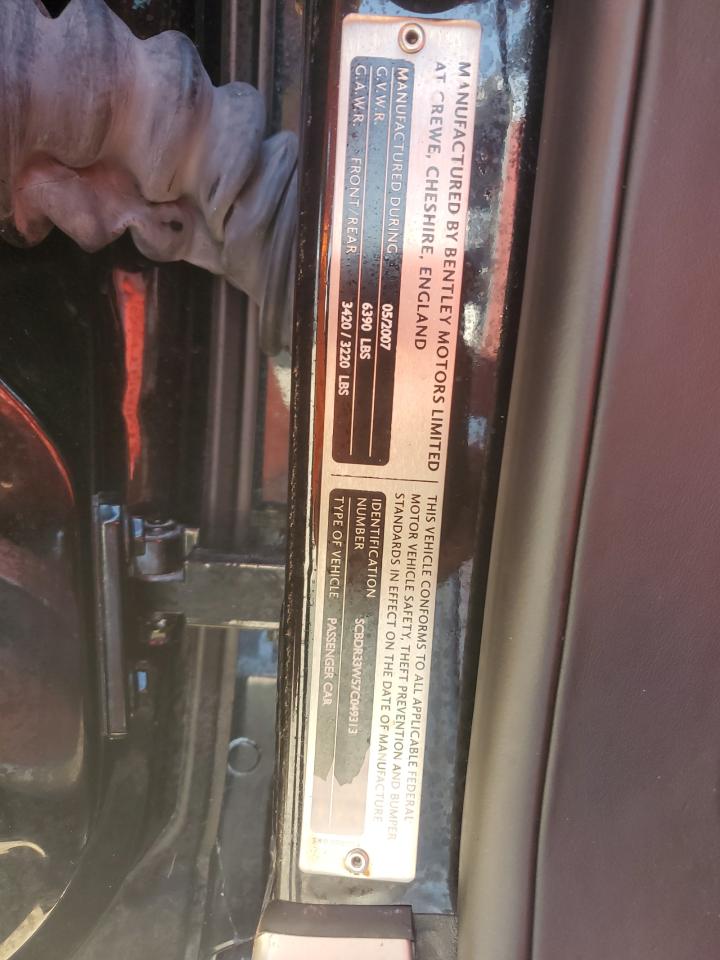 MANUFACTURED BY BENTLEY MOTORS LIMITED
AT CREWE, CHESHIRE, ENGLAND
MANUFACTURED DURING 05/2007
G.V.W.R. 6390 LBS
G.A.W.R. FRONT/REAR 3420 / 3220 LBS
THIS VEHICLE CONFORMS TO ALL APPLICABLE FEDERAL
MOTOR VEHICLE SAFETY, THEFT PREVENTION AND BUMPER
STANDARDS IN EFFECT ON THE DATE OF MANUFACTURE
IDENTIFICATION
NUMBER SCBDR33W57C049313
TYPE OF VEHICLE PASSENGER CAR